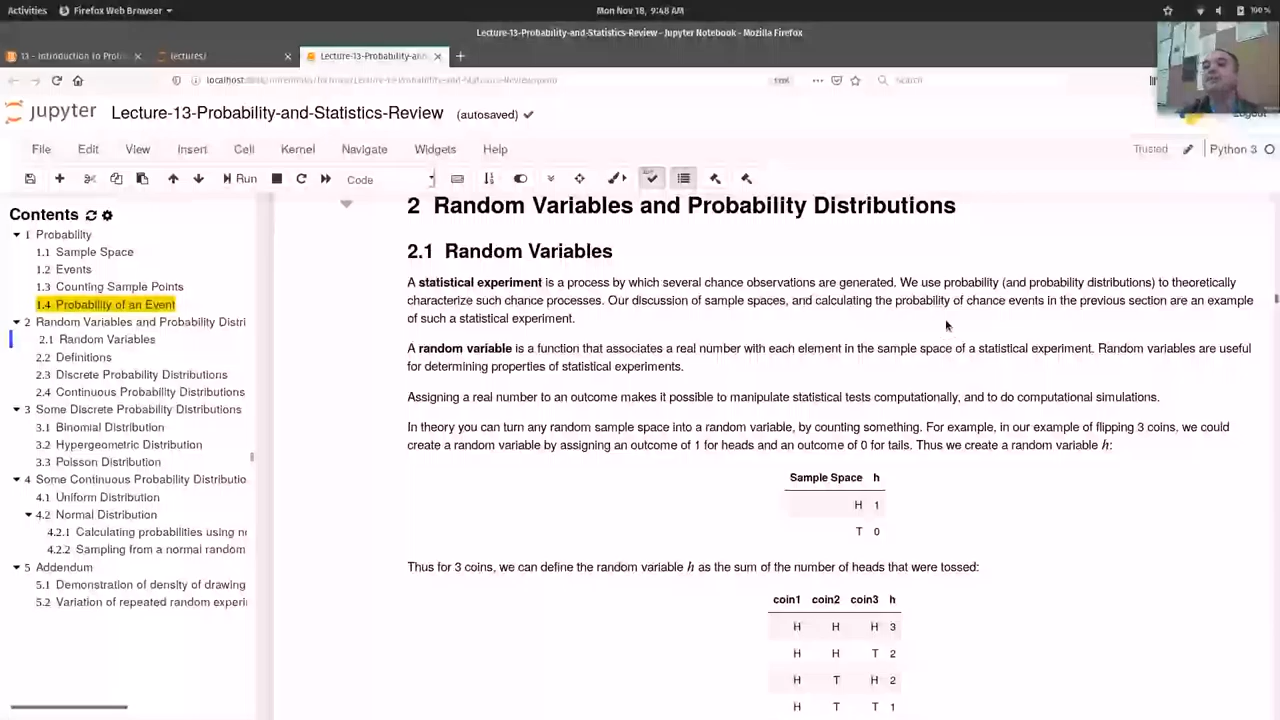 Activities Firefox Web Browser Mon Nov 18, 9:48 AM 100 %
Lecture-13-Probability-and-Statistics-Review - Jupyter Notebook - Mozilla Firefox
13 - Introduction to Prob lectures/ Lecture-13-Probability-an
Search
jupyter Lecture-13-Probability-and-Statistics-Review (autosaved) Logout
File Edit View Insert Cell Kernel Navigate Widgets Help Trusted Python 3
Run Code
Contents
1 Probability
1.1 Sample Space
1.2 Events
1.3 Counting Sample Points
1.4 Probability of an Event
2 Random Variables and Probability Distri
2.1 Random Variables
2.2 Definitions
2.3 Discrete Probability Distributions
2.4 Continuous Probability Distributions
3 Some Discrete Probability Distributions
3.1 Binomial Distribution
3.2 Hypergeometric Distribution
3.3 Poisson Distribution
4 Some Continuous Probability Distributio
4.1 Uniform Distribution
4.2 Normal Distribution
4.2.1 Calculating probabilities using n
4.2.2 Sampling from a normal random
5 Addendum
5.1 Demonstration of density of drawing
5.2 Variation of repeated random experi
2 Random Variables and Probability Distributions
2.1 Random Variables
A statistical experiment is a process by which several chance observations are generated. We use probability (and probability distributions) to theoretically
characterize such chance processes. Our discussion of sample spaces, and calculating the probability of chance events in the previous section are an example
of such a statistical experiment.
A random variable is a function that associates a real number with each element in the sample space of a statistical experiment. Random variables are useful
for determining properties of statistical experiments.
Assigning a real number to an outcome makes it possible to manipulate statistical tests computationally, and to do computational simulations.
In theory you can turn any random sample space into a random variable, by counting something. For example, in our example of flipping 3 coins, we could
create a random variable by assigning an outcome of 1 for heads and an outcome of 0 for tails. Thus we create a random variable h:
Sample Space h
H 1
T 0
Thus for 3 coins, we can define the random variable h as the sum of the number of heads that were tossed:
coin1 coin2 coin3 h
H H H 3
H H T 2
H T H 2
H T T 1